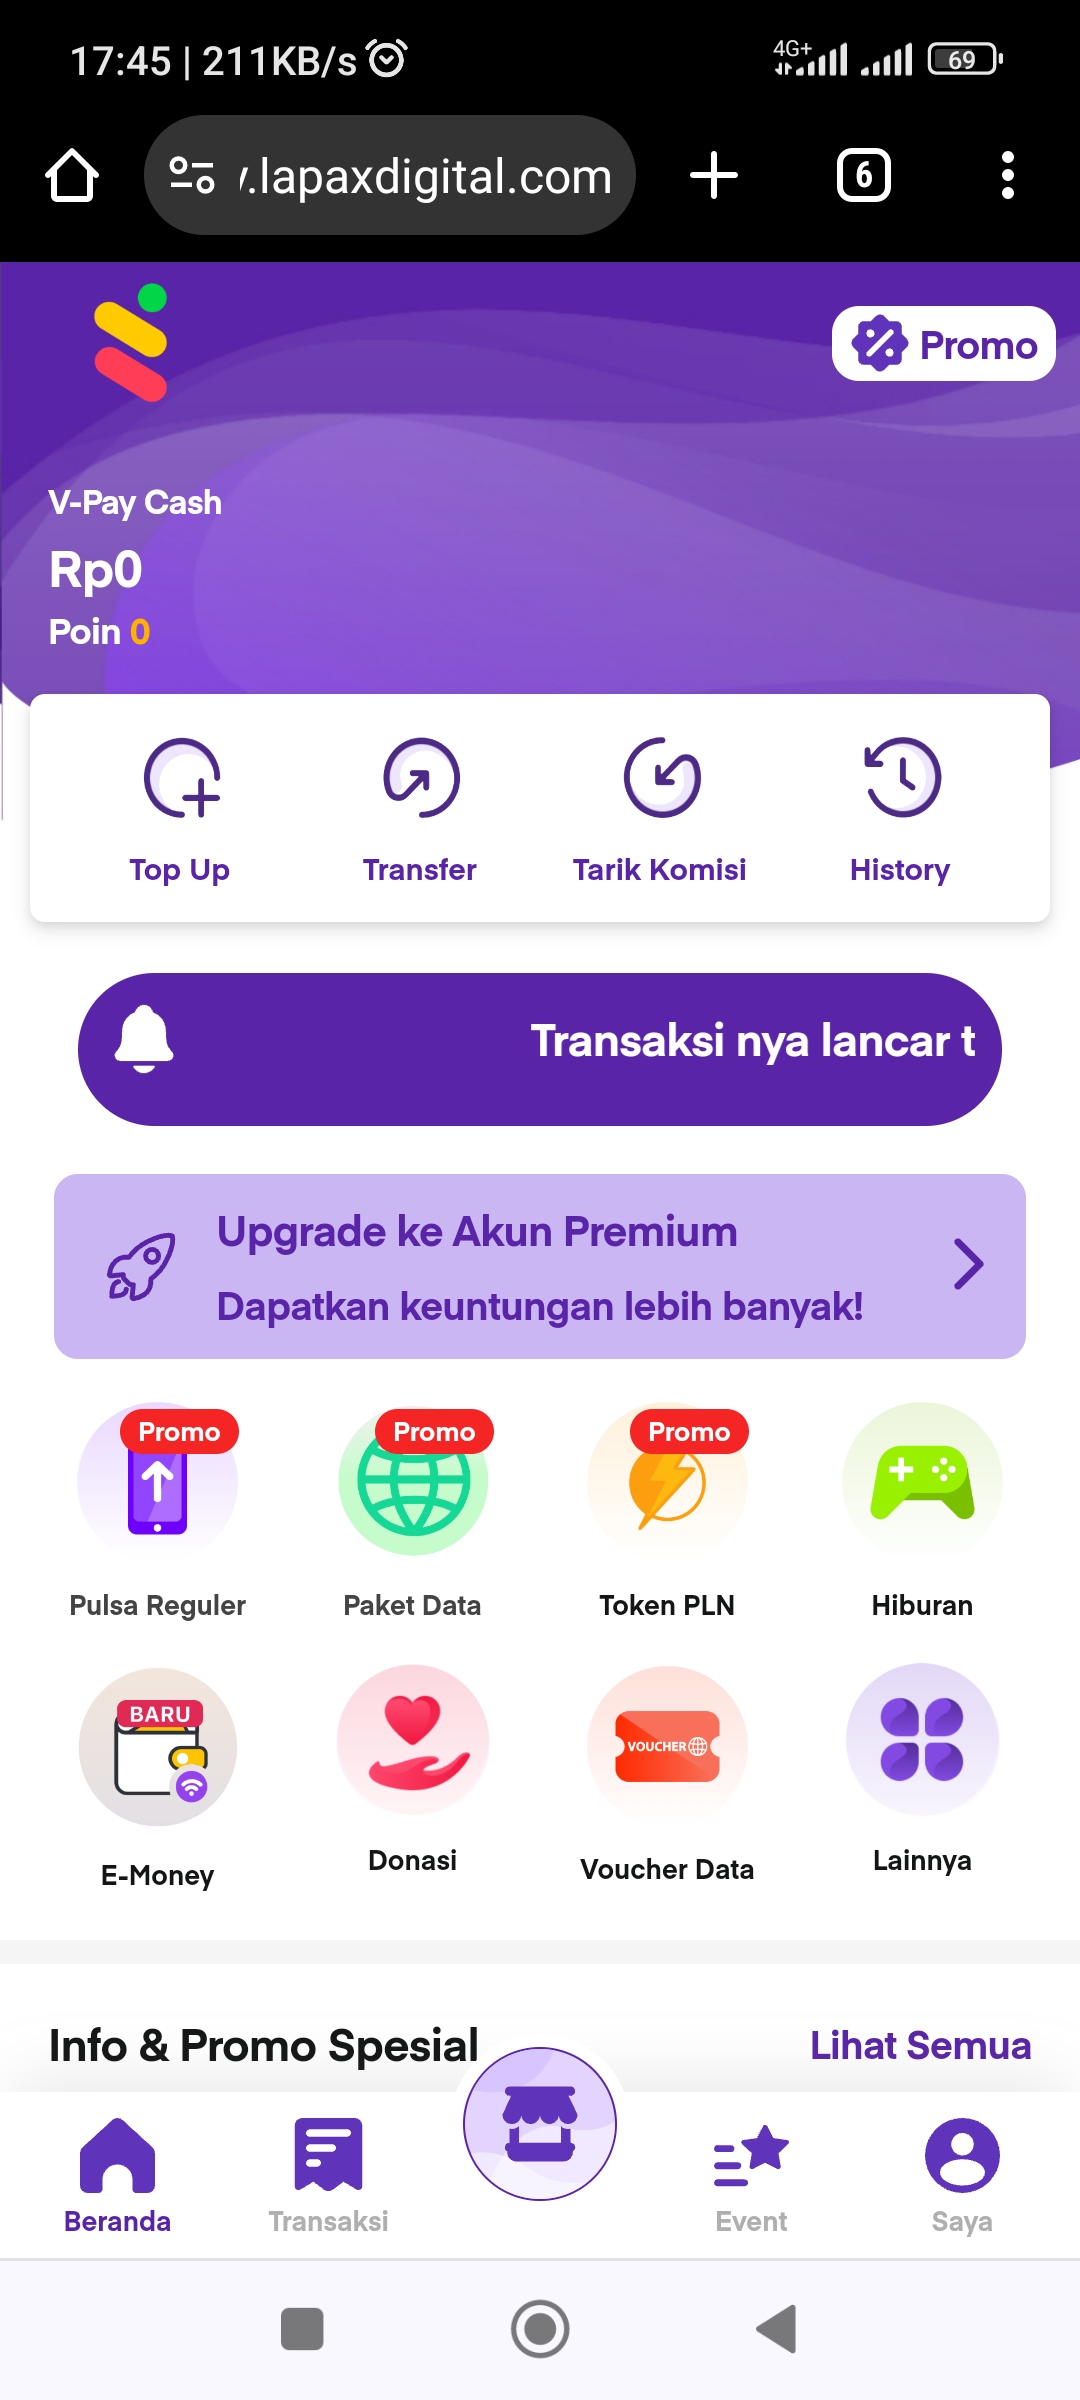 17:45 | 211KB/s
4G+
69
.lapaxdigital.com
6
Promo
V-Pay Cash
Rp0
Poin 0
Top Up
Transfer
Tarik Komisi
History
Transaksi nya lancar t
Upgrade ke Akun Premium
Dapatkan keuntungan lebih banyak!
Promo
Promo
Promo
Pulsa Reguler
Paket Data
Token PLN
Hiburan
BARU
VOUCHER
E-Money
Donasi
Voucher Data
Lainnya
Info & Promo Spesial
Lihat Semua
Beranda
Transaksi
Event
Saya